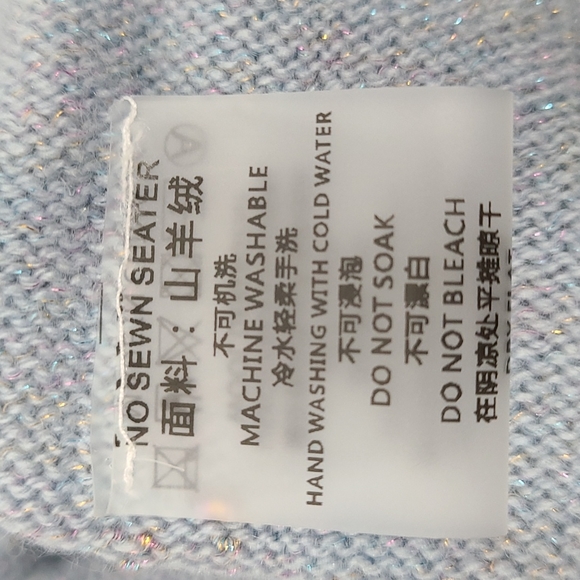 NO SEWN SEATER
面料：山羊绒
不可机洗
MACHINE WASHABLE
冷水轻柔手洗
HAND WASHING WITH COLD WATER
不可浸泡
DO NOT SOAK
不可漂白
DO NOT BLEACH
在阴凉处平摊晾干